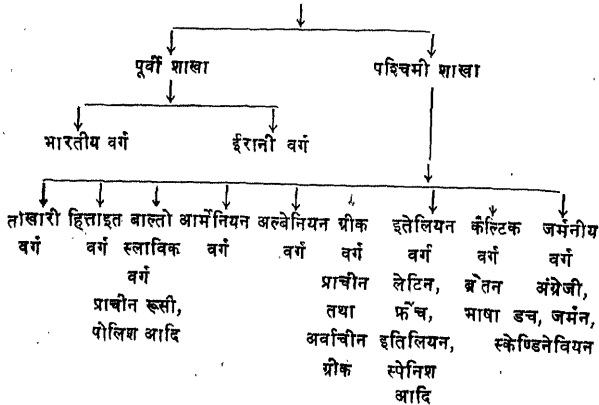 पूर्वी शाखा
पश्चिमी शाखा
भारतीय वर्ग
ईरानी वर्ग
तोखारी वर्ग
हित्ताइत वर्ग
बाल्तो स्लाविक वर्ग
प्राचीन रूसी,
पोलिश आदि
आर्मेनियन वर्ग
अल्बेनियन वर्ग
ग्रीक वर्ग
प्राचीन
तथा
अर्वाचीन
ग्रीक
इतेलियन वर्ग
लेटिन,
फ्रेंच,
इतिलियन,
स्पेनिश
आदि
कैल्टिक वर्ग
ब्रेतन
भाषा
जर्मनीय वर्ग
अंग्रेजी,
डच, जर्मन,
स्केण्डिनेवियन